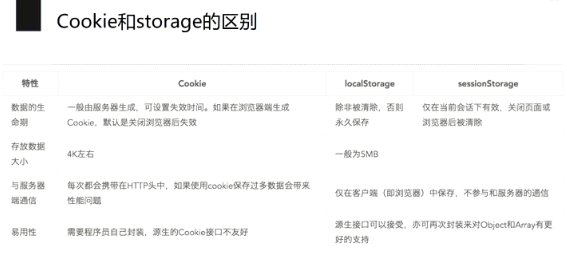 Cookie和storage的区别
特性 Cookie localStorage sessionStorage
数据的生命期 一般由服务器生成，可设置失效时间。如果在浏览器端生成Cookie，默认是关闭浏览器后失效 除非被清除，否则永久保存 仅在当前会话下有效，关闭页面或浏览器后被清除
存放数据大小 4K左右 一般为5MB
与服务器端通信 每次都会携带在HTTP头中，如果使用cookie保存过多数据会带来性能问题 仅在客户端（即浏览器）中保存，不参与和服务器的通信
易用性 需要程序员自己封装，源生的Cookie接口不友好 源生接口可以接受，亦可再次封装来对Object和Array有更好的支持